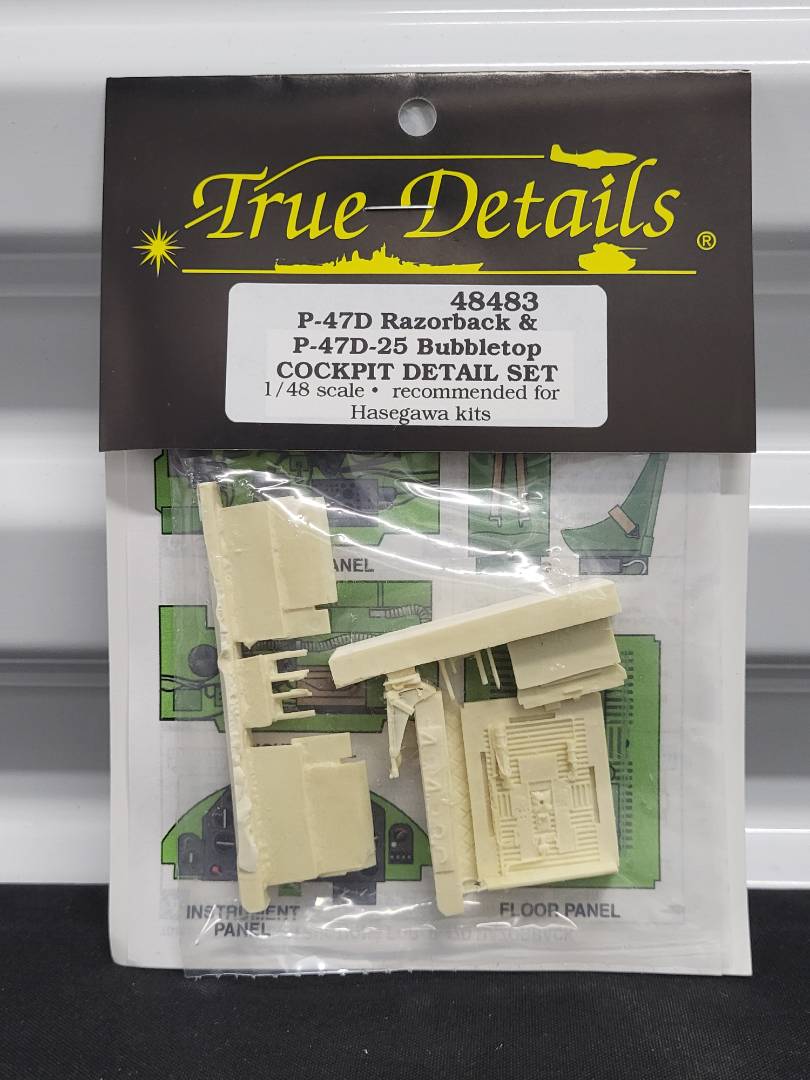 True Details ®
48483
P-47D Razorback &
P-47D-25 Bubbletop
COCKPIT DETAIL SET
1/48 scale • recommended for
Hasegawa kits
ANEL
INSTRUMENT
PANEL
FLOOR PANEL